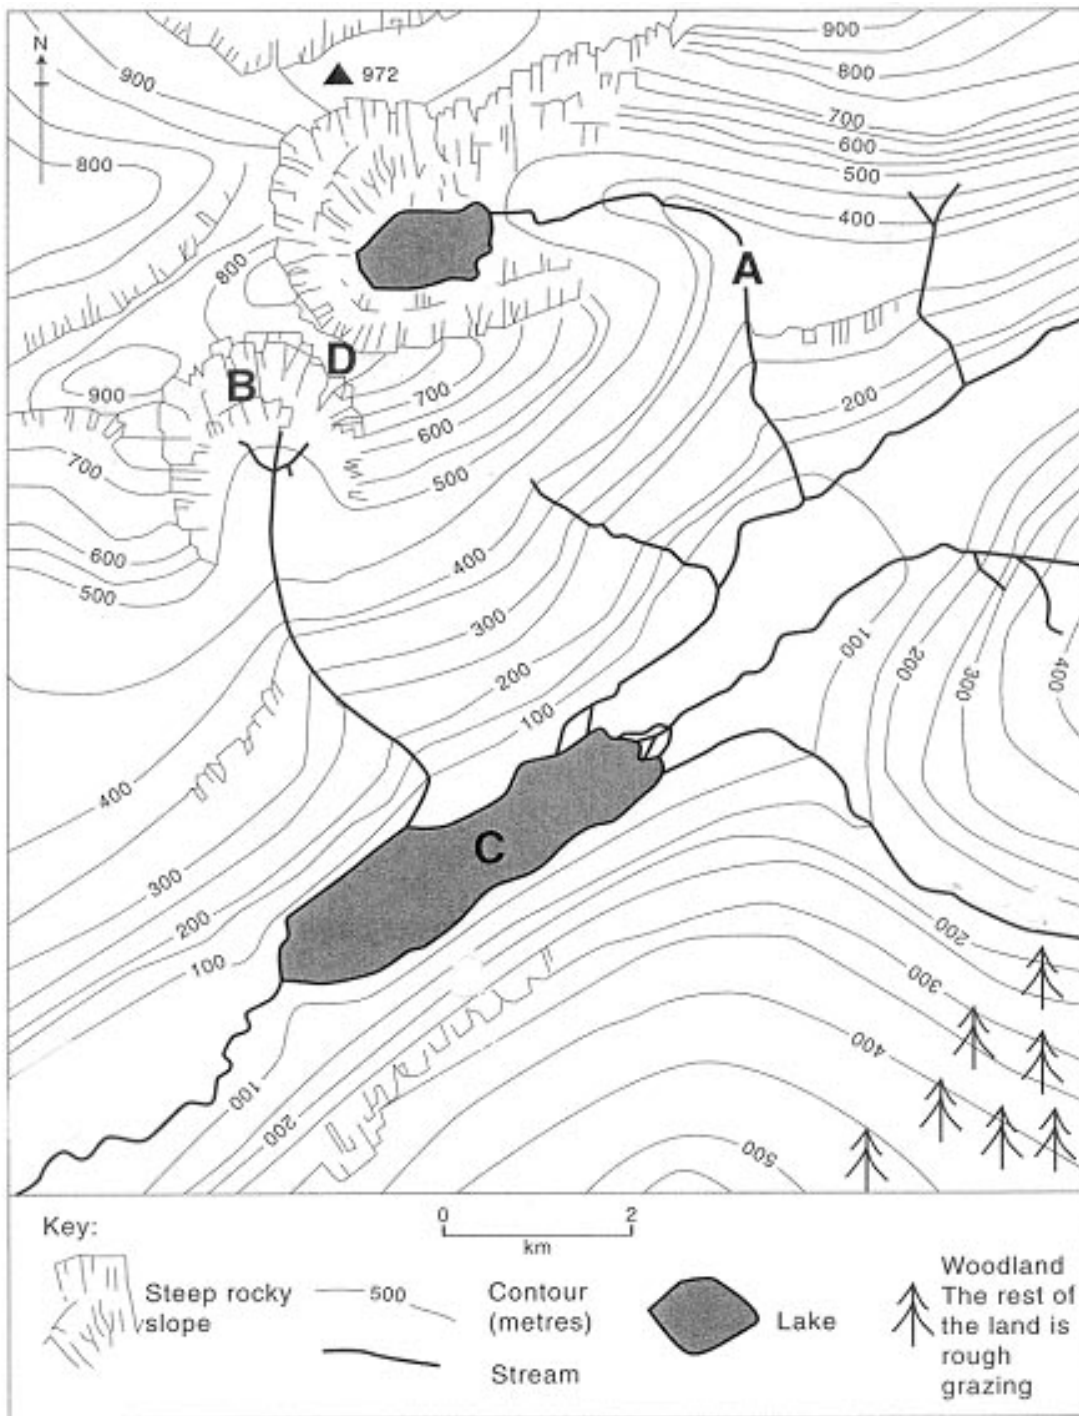 N
900
972
900
800
700
600
500
400
800
800
A
D
B
900
700
200
600
500
700
600
500
400
300
200
100
100
200
300
400
400
C
300
200
100
200
300
400
100
200
500
Key:
0 2
km
Steep rocky
slope
500
Contour
(metres)
Stream
Lake
Woodland
The rest of
the land is
rough
grazing